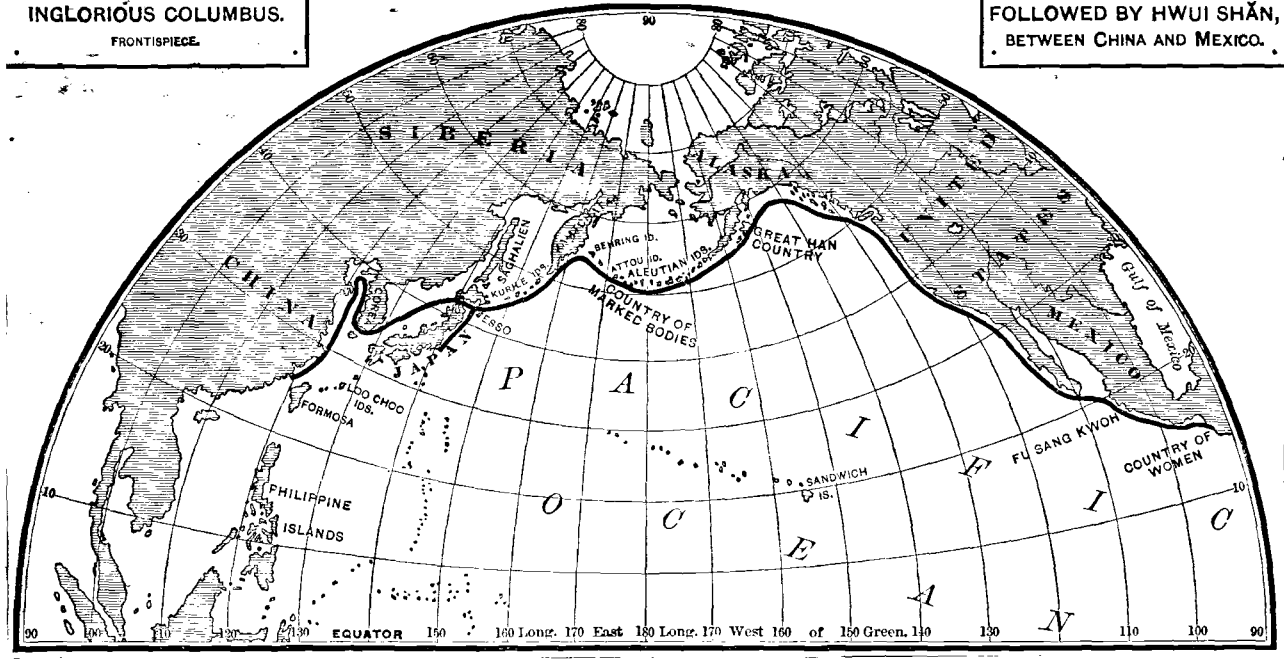 INGLORIOUS COLUMBUS.
FRONTISPIECE.
FOLLOWED BY HWUI SHĂN,
BETWEEN CHINA AND MEXICO.
90
80
80
SIBERIA
ALASKA
UNITED
STATES
CHINA
COREA
SAGHALIEN
KURILE IDS.
BEHRING ID.
ATTOU ID.
ALEUTIAN IDS.
GREAT HAN
COUNTRY
COUNTRY OF
MARKED BODIES
YESSO
JAPAN
MEXICO
Gulf of Mexico
20
20
LOO CHOO
IDS.
FORMOSA
PACIFIC
OCEAN
SANDWICH
IS.
FU SANG KWOH
COUNTRY OF
WOMEN
PHILIPPINE
ISLANDS
10
10
90 100 110 120 130 EQUATOR 150 160 Long. 170 East 180 Long. 170 West 160 of 150 Green. 140 130 110 100 90